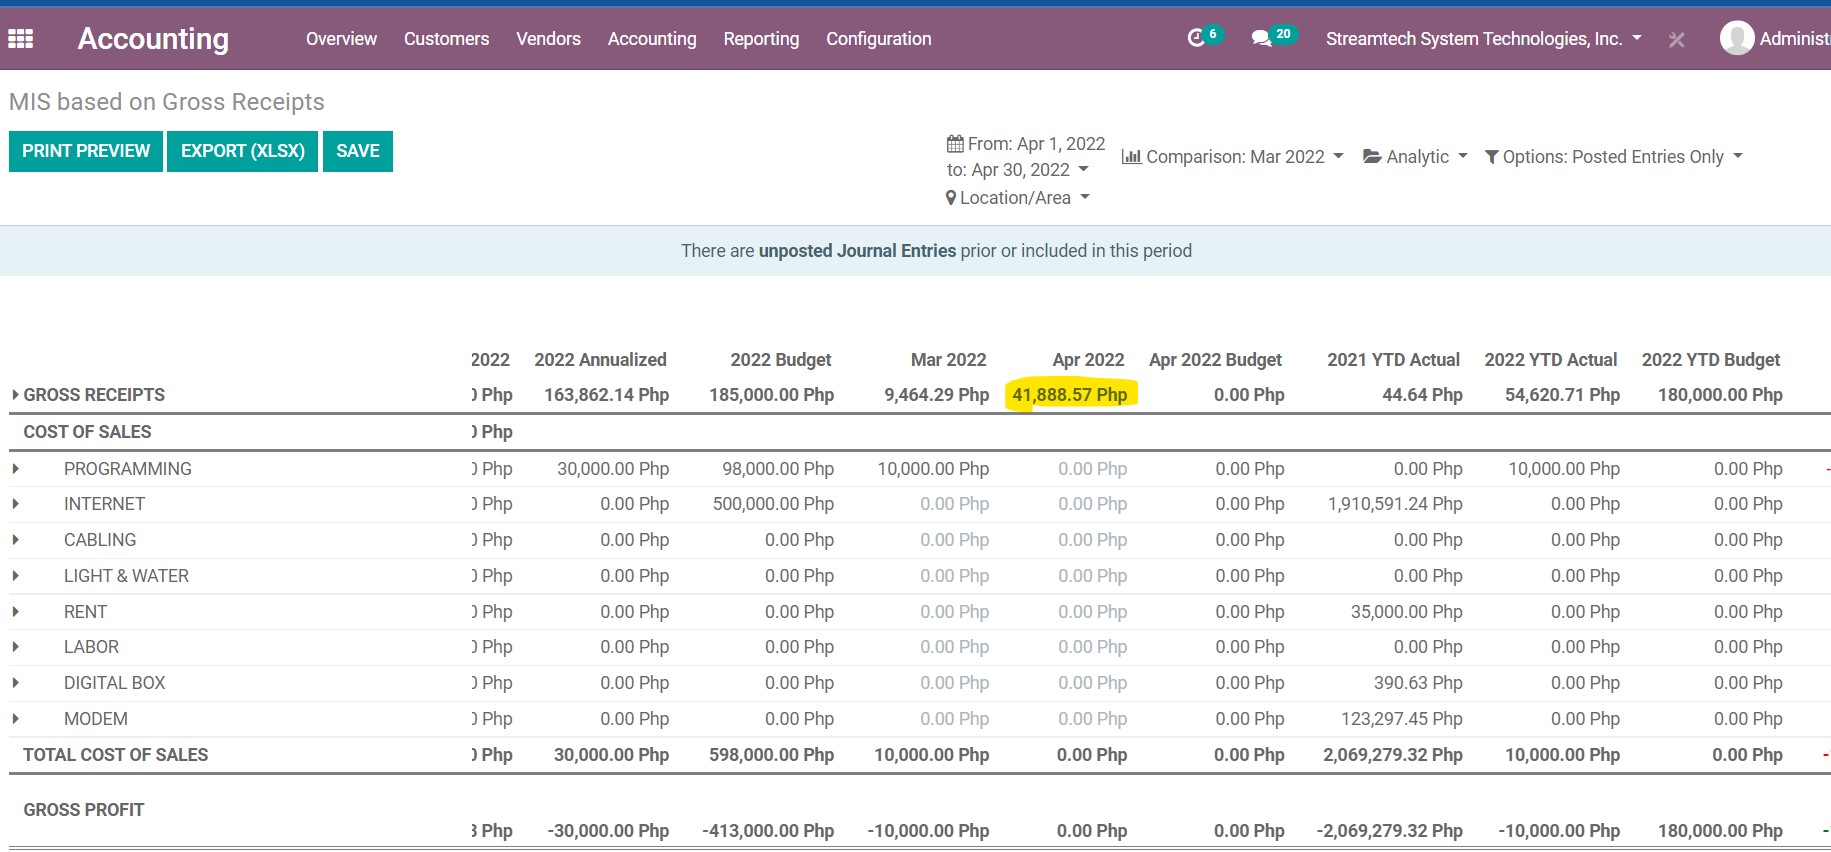 Accounting Overview Customers Vendors Accounting Reporting Configuration 6 20 Streamtech System Technologies, Inc. Administ
MIS based on Gross Receipts
PRINT PREVIEW EXPORT (XLSX) SAVE
From: Apr 1, 2022
to: Apr 30, 2022
Comparison: Mar 2022 Analytic Options: Posted Entries Only
Location/Area
There are unposted Journal Entries prior or included in this period
2022 2022 Annualized 2022 Budget Mar 2022 Apr 2022 Apr 2022 Budget 2021 YTD Actual 2022 YTD Actual 2022 YTD Budget
GROSS RECEIPTS 0 Php 163,862.14 Php 185,000.00 Php 9,464.29 Php 41,888.57 Php 0.00 Php 44.64 Php 54,620.71 Php 180,000.00 Php
COST OF SALES 0 Php
PROGRAMMING 0 Php 30,000.00 Php 98,000.00 Php 10,000.00 Php 0.00 Php 0.00 Php 0.00 Php 10,000.00 Php 0.00 Php -
INTERNET 0 Php 0.00 Php 500,000.00 Php 0.00 Php 0.00 Php 0.00 Php 1,910,591.24 Php 0.00 Php 0.00 Php
CABLING 0 Php 0.00 Php 0.00 Php 0.00 Php 0.00 Php 0.00 Php 0.00 Php 0.00 Php 0.00 Php
LIGHT & WATER 0 Php 0.00 Php 0.00 Php 0.00 Php 0.00 Php 0.00 Php 0.00 Php 0.00 Php 0.00 Php
RENT 0 Php 0.00 Php 0.00 Php 0.00 Php 0.00 Php 0.00 Php 35,000.00 Php 0.00 Php 0.00 Php
LABOR 0 Php 0.00 Php 0.00 Php 0.00 Php 0.00 Php 0.00 Php 0.00 Php 0.00 Php 0.00 Php
DIGITAL BOX 0 Php 0.00 Php 0.00 Php 0.00 Php 0.00 Php 0.00 Php 390.63 Php 0.00 Php 0.00 Php
MODEM 0 Php 0.00 Php 0.00 Php 0.00 Php 0.00 Php 0.00 Php 123,297.45 Php 0.00 Php 0.00 Php
TOTAL COST OF SALES 0 Php 30,000.00 Php 598,000.00 Php 10,000.00 Php 0.00 Php 0.00 Php 2,069,279.32 Php 10,000.00 Php 0.00 Php -
GROSS PROFIT
Php -30,000.00 Php -413,000.00 Php -10,000.00 Php 0.00 Php 0.00 Php -2,069,279.32 Php -10,000.00 Php 180,000.00 Php -